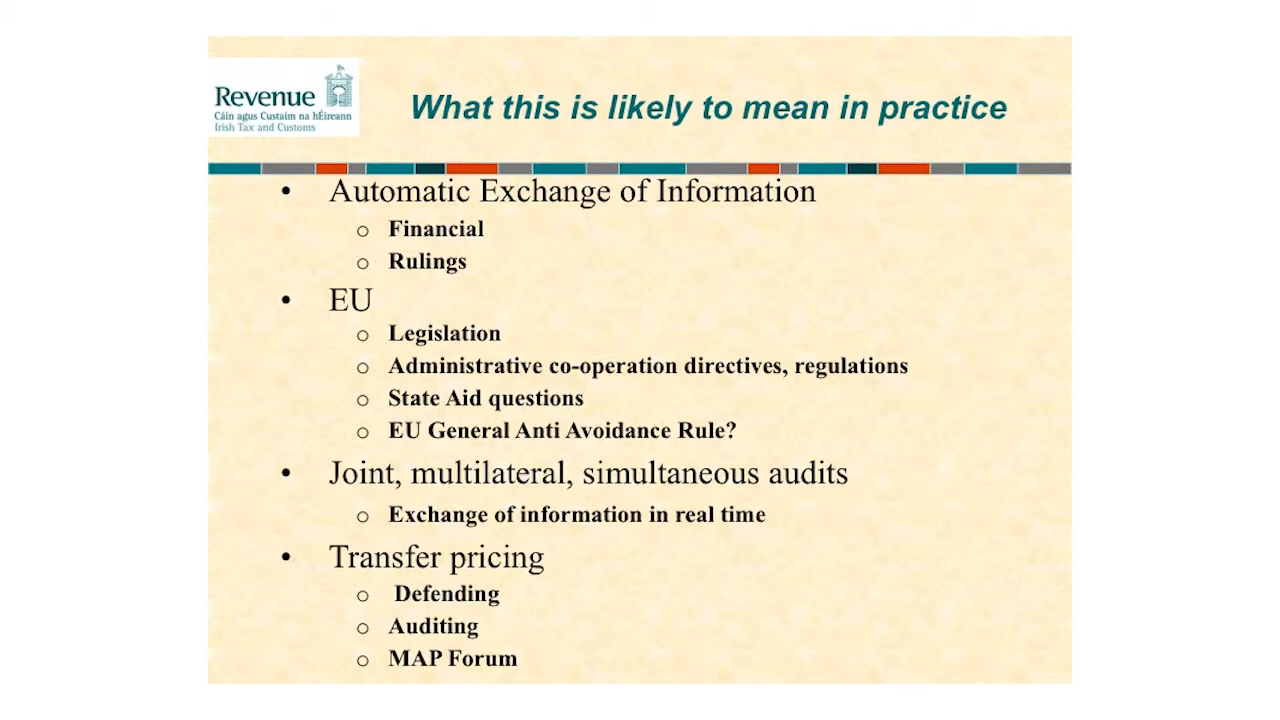 Revenue
Cáin agus Custaim na hÉireann
Irish Tax and Customs
What this is likely to mean in practice
• Automatic Exchange of Information
o Financial
o Rulings
• EU
o Legislation
o Administrative co-operation directives, regulations
o State Aid questions
o EU General Anti Avoidance Rule?
• Joint, multilateral, simultaneous audits
o Exchange of information in real time
• Transfer pricing
o Defending
o Auditing
o MAP Forum